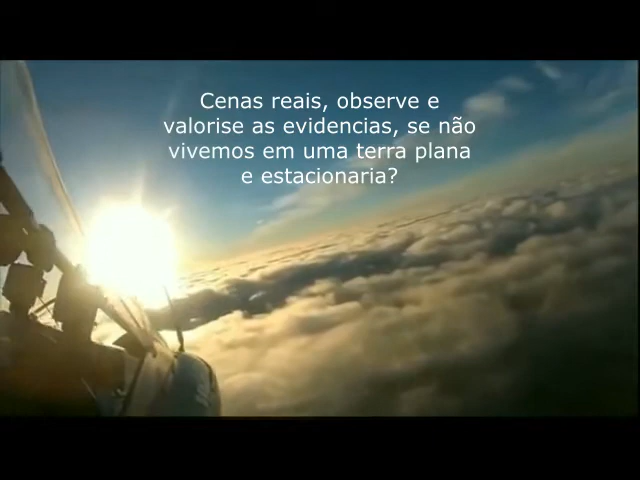 Cenas reais, observe e
valorise as evidencias, se não
vivemos em uma terra plana
e estacionaria?